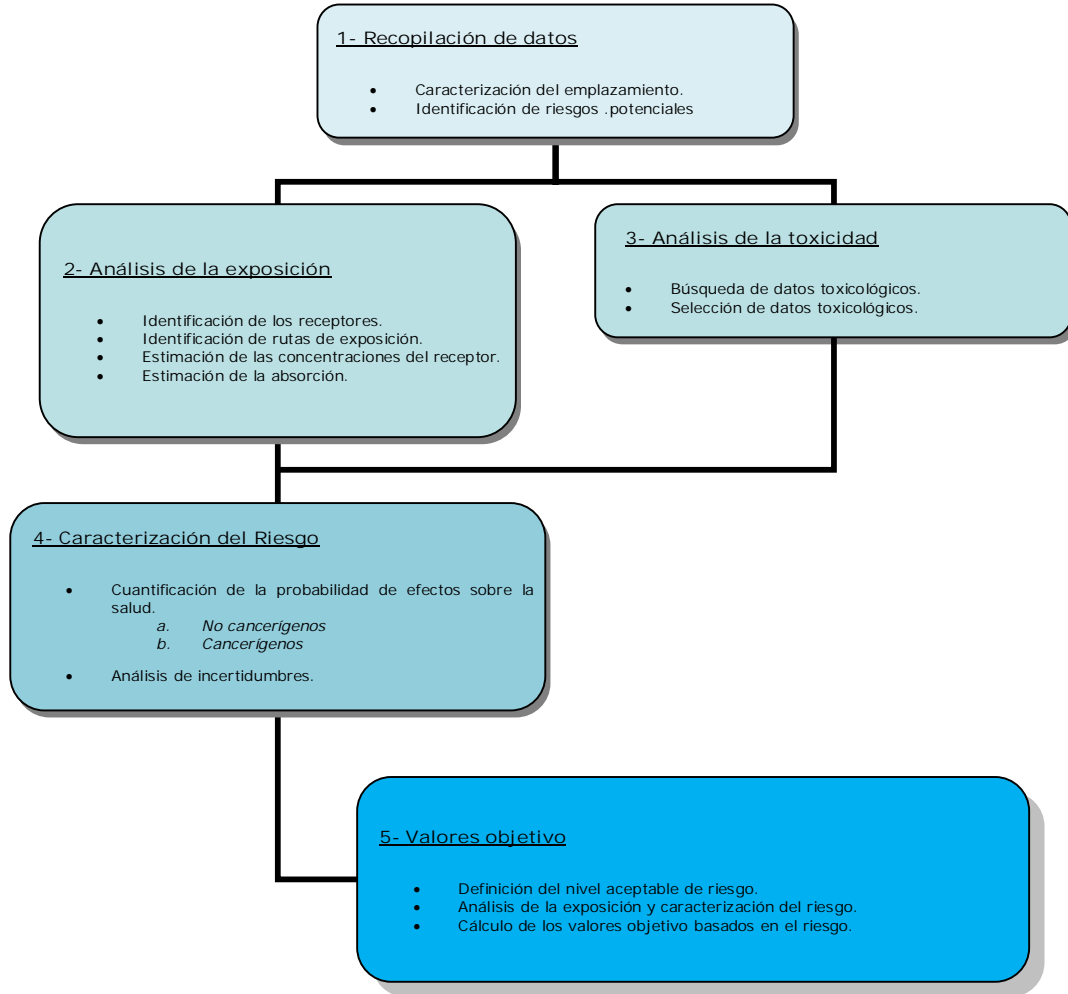 1- Recopilación de datos
• Caracterización del emplazamiento.
• Identificación de riesgos .potenciales
2- Análisis de la exposición
• Identificación de los receptores.
• Identificación de rutas de exposición.
• Estimación de las concentraciones del receptor.
• Estimación de la absorción.
3- Análisis de la toxicidad
• Búsqueda de datos toxicológicos.
• Selección de datos toxicológicos.
4- Caracterización del Riesgo
• Cuantificación de la probabilidad de efectos sobre la
salud.
a. No cancerígenos
b. Cancerígenos
• Análisis de incertidumbres.
5- Valores objetivo
• Definición del nivel aceptable de riesgo.
• Análisis de la exposición y caracterización del riesgo.
• Cálculo de los valores objetivo basados en el riesgo.